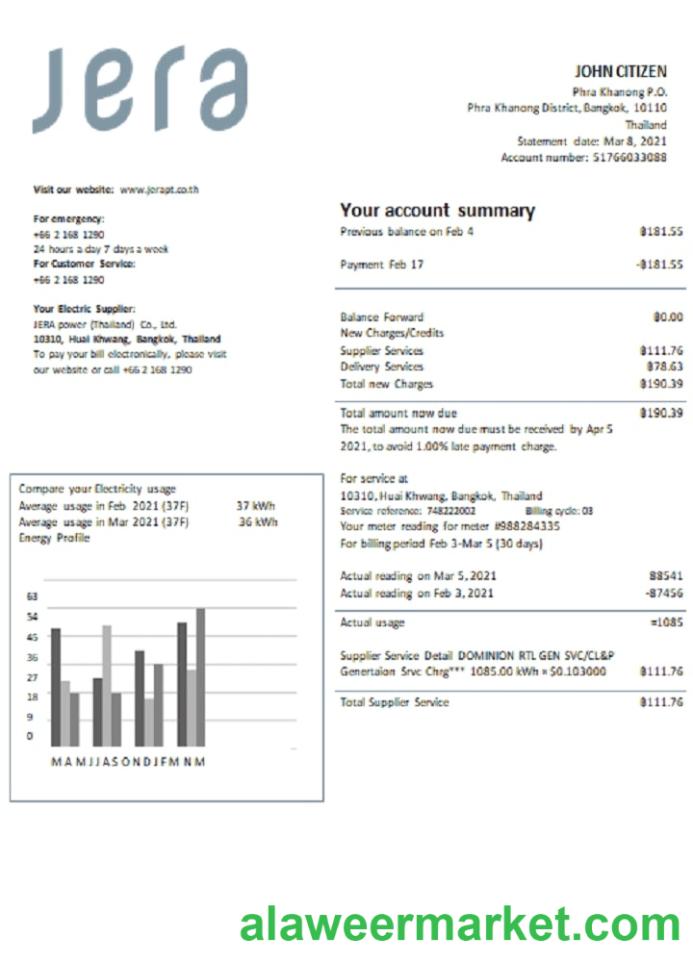 Jera
JOHN CITIZEN
Phra Khanong P.O.
Phra Khanong District, Bangkok, 10110
Thailand
Statement date: Mar 8, 2021
Account number: 51766033088
Visit our website: www.jerapt.co.th
For emergency:
+66 2 168 1290
24 hours a day 7 days a week
For Customer Service:
+66 2 168 1290
Your Electric Supplier:
JERA power (Thailand) Co., Ltd.
10310, Huai Khwang, Bangkok, Thailand
To pay your bill electronically, please visit
our website or call +66 2 168 1290
Your account summary
Previous balance on Feb 4 ฿181.55
Payment Feb 17 -฿181.55
Balance Forward ฿0.00
New Charges/Credits
Supplier Services ฿111.76
Delivery Services ฿78.63
Total new Charges ฿190.39
Total amount now due ฿190.39
The total amount now due must be received by Apr 5
2021, to avoid 1.00% late payment charge.
For service at
10310, Huai Khwang, Bangkok, Thailand
Service reference: 748222002 Billing cycle: 03
Your meter reading for meter #988284335
For billing period Feb 3-Mar 5 (30 days)
Actual reading on Mar 5, 2021 88541
Actual reading on Feb 3, 2021 -87456
Actual usage =1085
Supplier Service Detail DOMINION RTL GEN SVC/CL&P
Genertaion Srvc Chrg*** 1085.00 kWh × $0.103000 ฿111.76
Total Supplier Service ฿111.76
Compare your Electricity usage
Average usage in Feb 2021 (37F) 37 kWh
Average usage in Mar 2021 (37F) 36 kWh
Energy Profile
63
54
45
36
27
18
9
0
M A M J J A S O N D J F M N M
alaweermarket.com